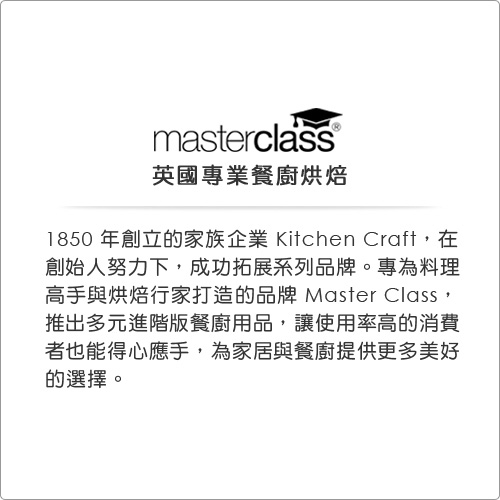 masterclass®
英國專業餐廚烘焙
1850 年創立的家族企業 Kitchen Craft，在
創始人努力下，成功拓展系列品牌。專為料理
高手與烘焙行家打造的品牌 Master Class，
推出多元進階版餐廚用品，讓使用率高的消費
者也能得心應手，為家居與餐廚提供更多美好
的選擇。